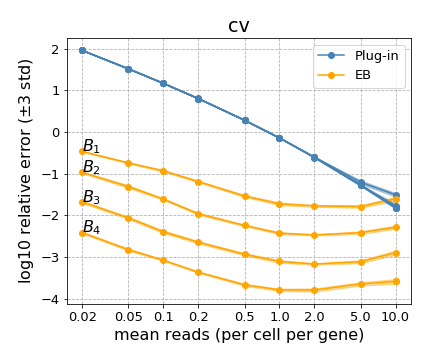 cv
Plug-in
EB
log10 relative error (±3 std)
2
1
0
−1
−2
−3
−4
B1
B2
B3
B4
0.02 0.05 0.1 0.2 0.5 1.0 2.0 5.0 10.0
mean reads (per cell per gene)